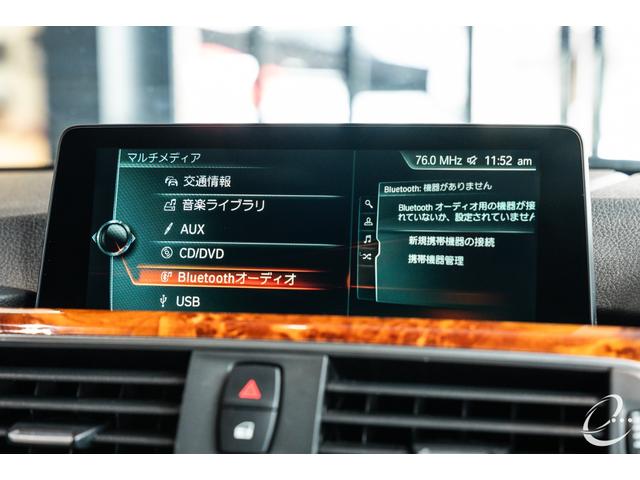 マルチメディア
76.0 MHz 11:52 am
交通情報
音楽ライブラリ
AUX
CD/DVD
Bluetoothオーディオ
USB
Bluetooth: 機器がありません
Bluetooth オーディオ用の機器が接
れていないか、設定されていません
新規携帯機器の接続
携帯機器管理